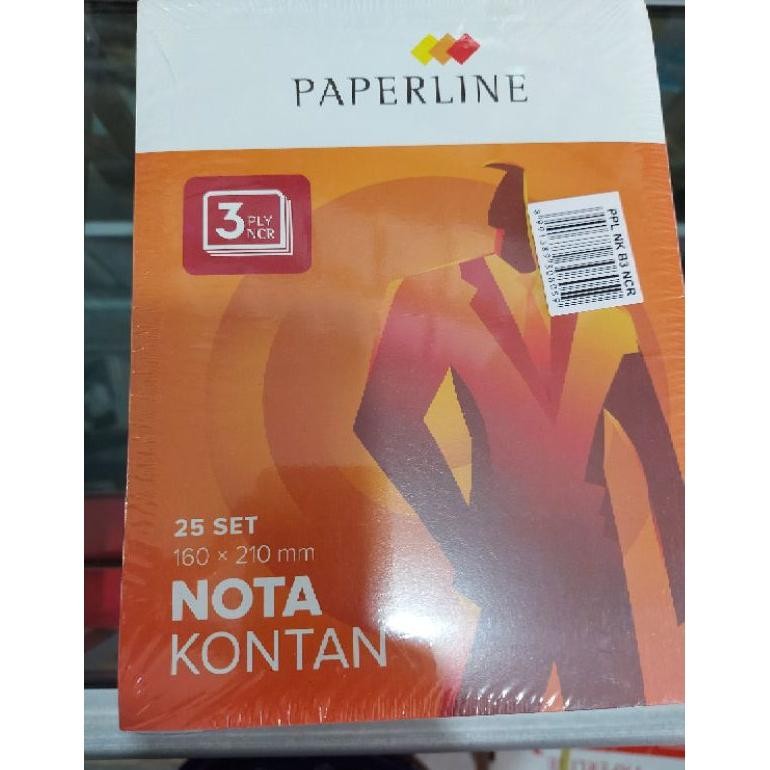 PAPERLINE
3 PLY
NCR
PPL NK B3 NCR
25 SET
160 × 210 mm
NOTA
KONTAN